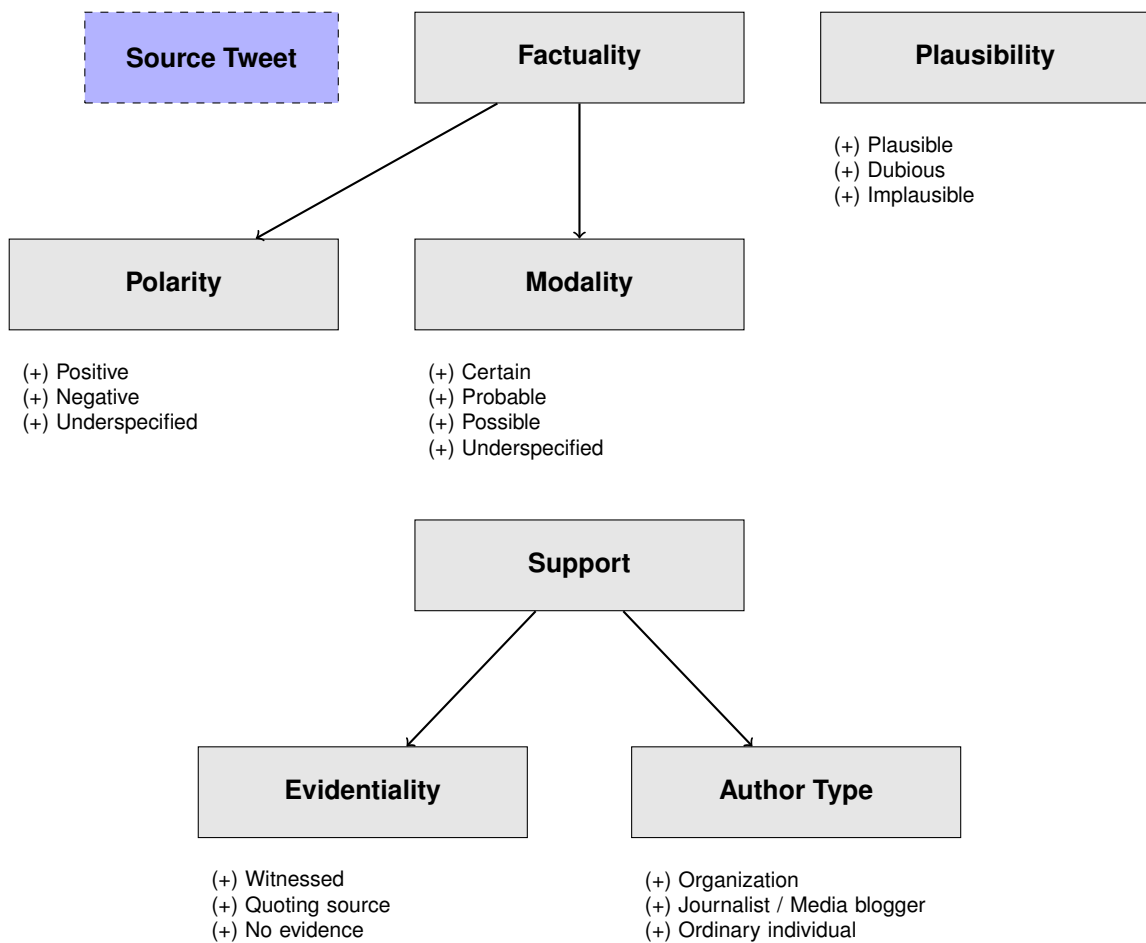 Source Tweet
Factuality
Plausibility
(+) Plausible
(+) Dubious
(+) Implausible
Polarity
Modality
(+) Positive
(+) Negative
(+) Underspecified
(+) Certain
(+) Probable
(+) Possible
(+) Underspecified
Support
Evidentiality
Author Type
(+) Witnessed
(+) Quoting source
(+) No evidence
(+) Organization
(+) Journalist / Media blogger
(+) Ordinary individual